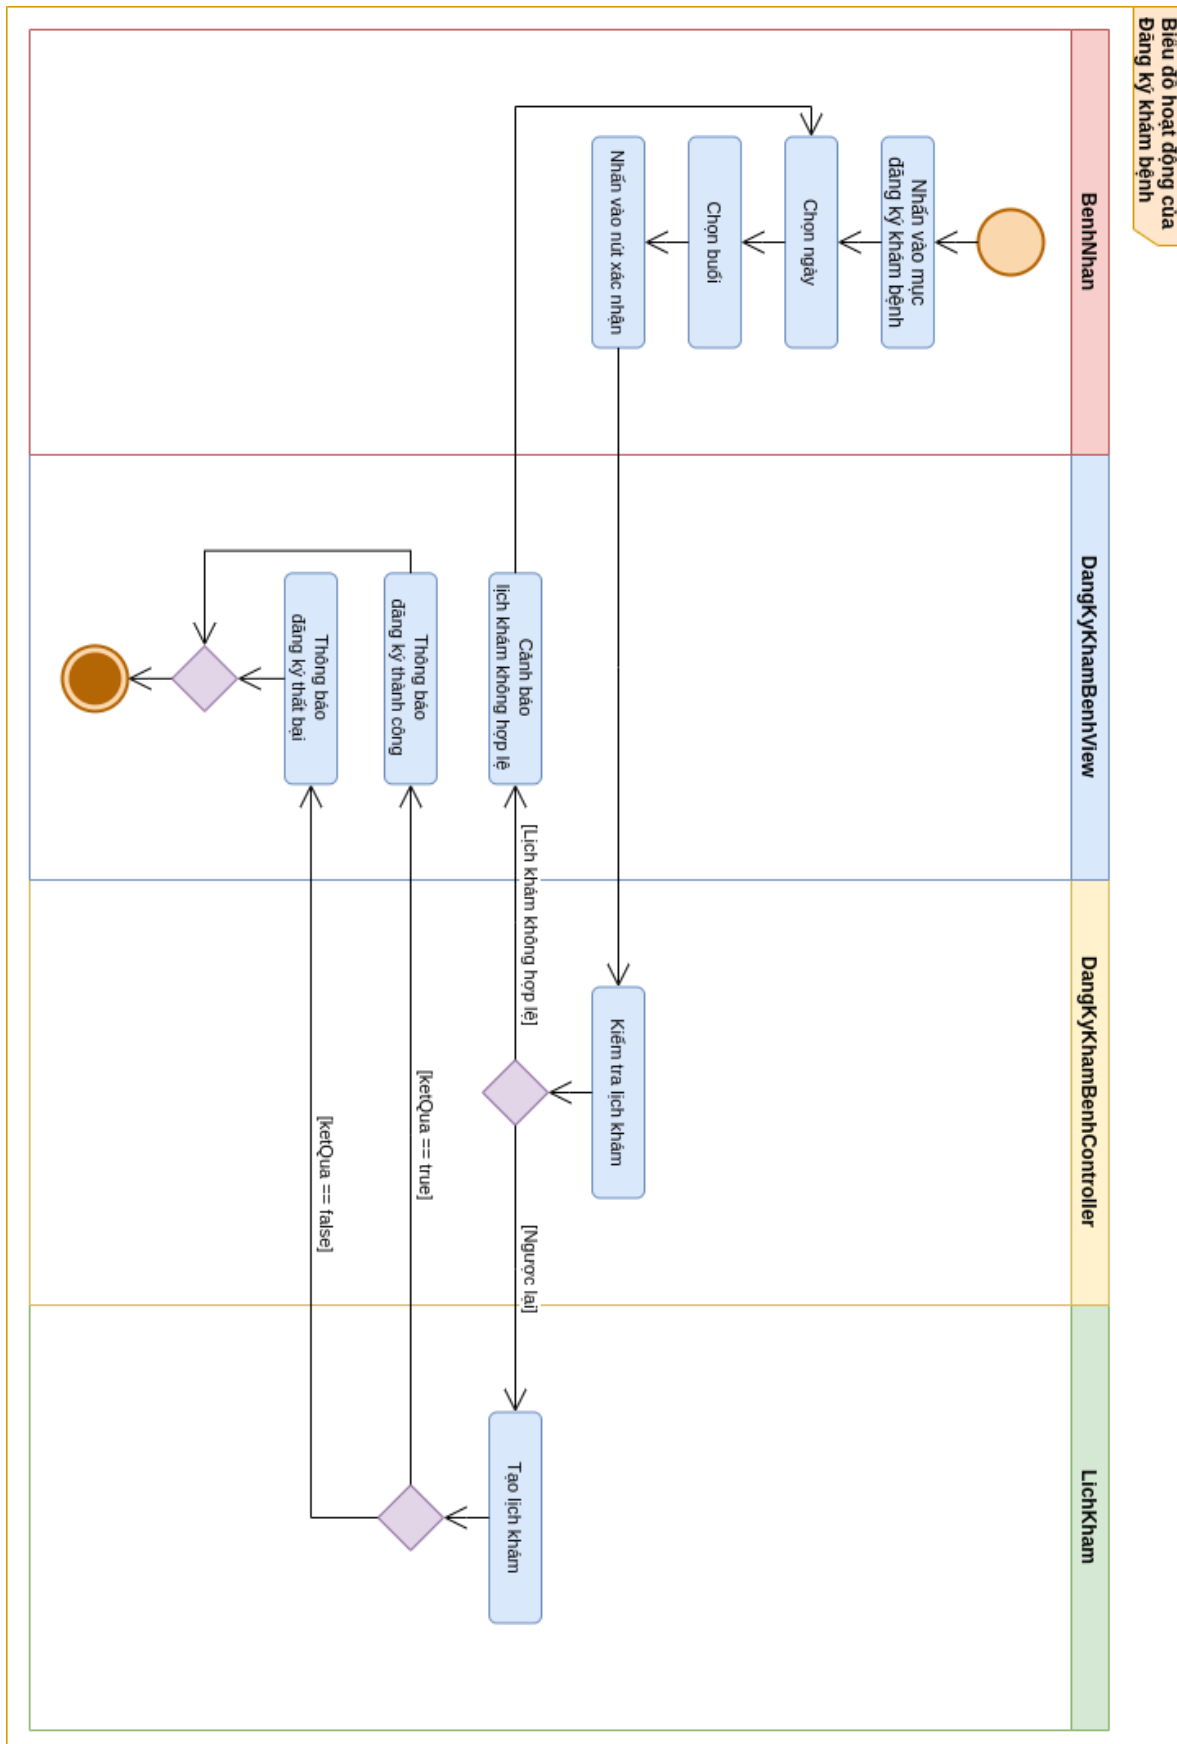 Biểu đồ hoạt động của
Đăng ký khám bệnh
BenhNhan
DangKyKhamBenhView
DangKyKhamBenhController
LichKham
Nhấn vào mục
đăng ký khám bệnh
Chọn ngày
Chọn buổi
Nhấn vào nút xác nhận
Kiểm tra lịch khám
[Lịch khám không hợp lệ]
[Ngược lại]
Cảnh báo
lịch khám không hợp lệ
Tạo lịch khám
[ketQua == true]
Thông báo
đăng ký thành công
[ketQua == false]
Thông báo
đăng ký thất bại